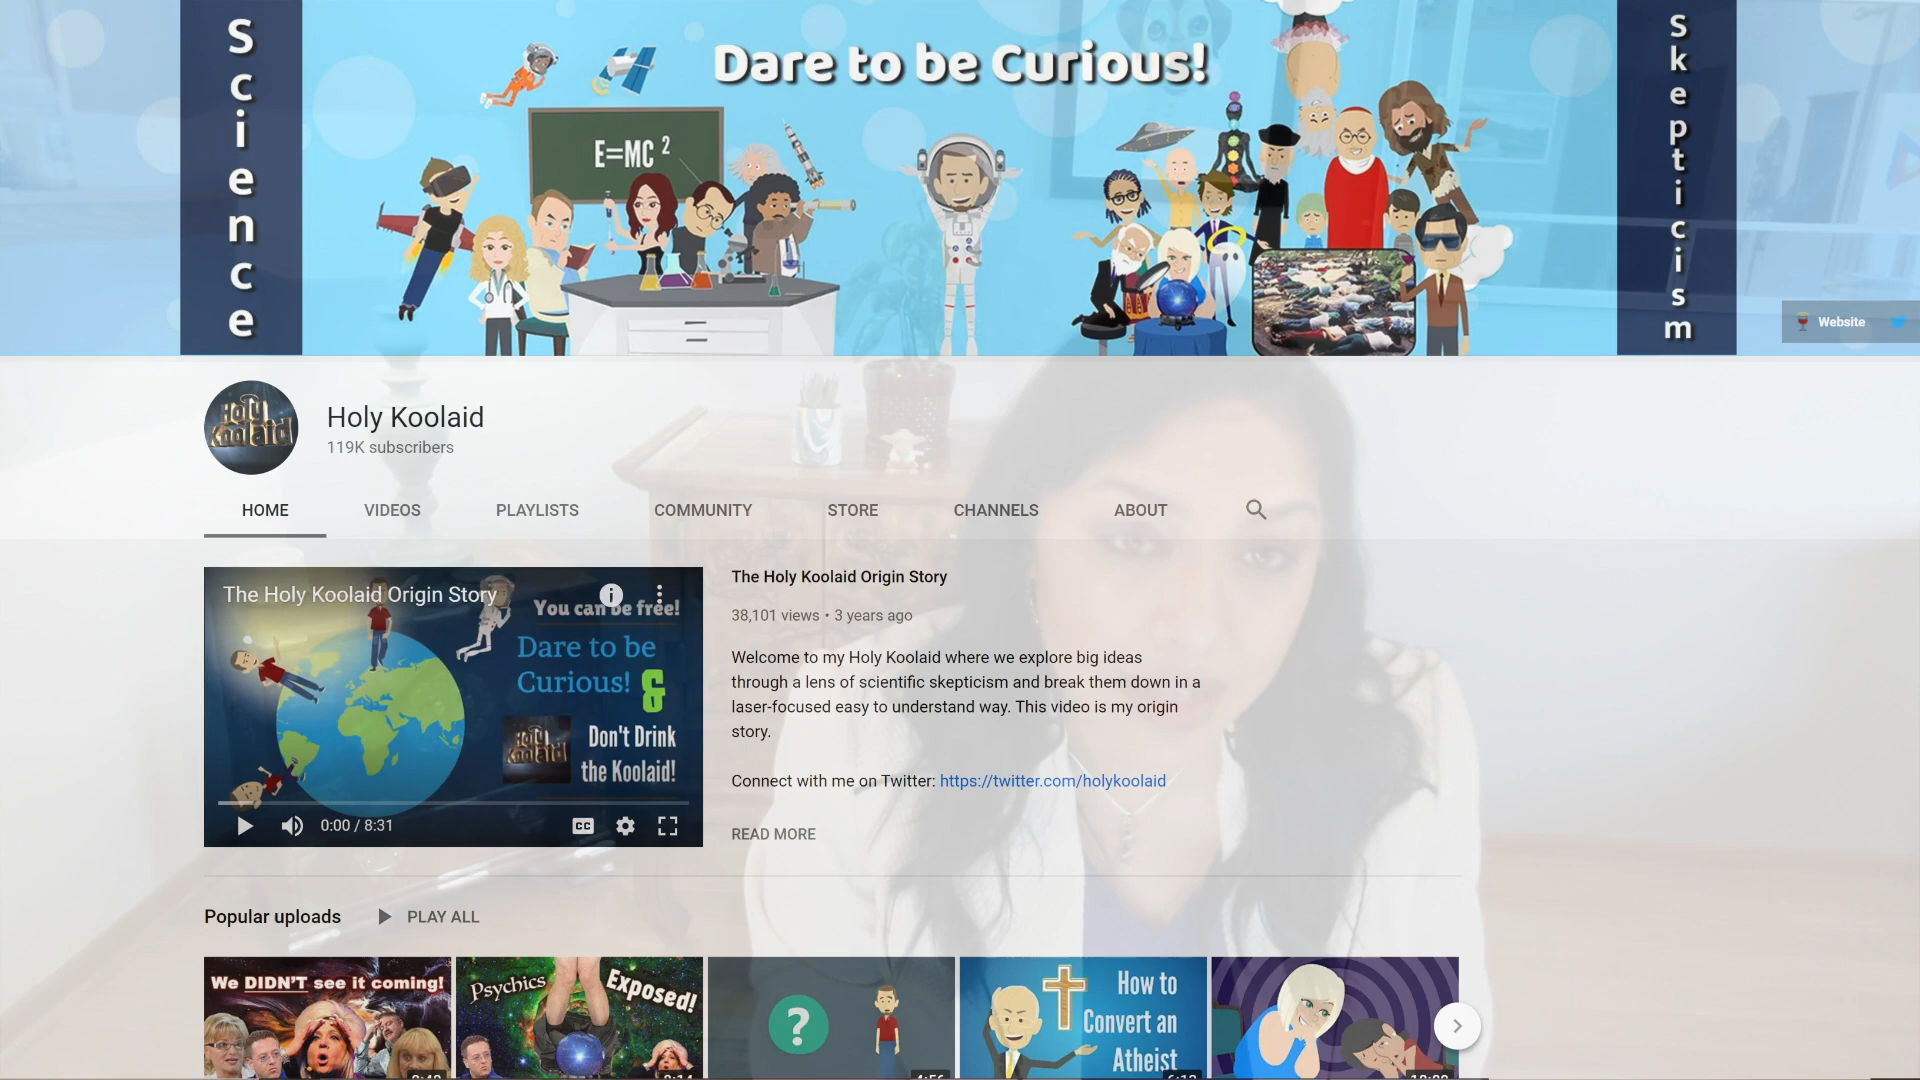 Science
Dare to be Curious!
E=MC 2
Skepticism
Website
Holy Koolaid
Holy Koolaid
119K subscribers
HOME VIDEOS PLAYLISTS COMMUNITY STORE CHANNELS ABOUT
The Holy Koolaid Origin Story
You can be free!
Dare to be
Curious! &
Holy Koolaid
Don't Drink
the Koolaid!
0:00 / 8:31
CC
The Holy Koolaid Origin Story
38,101 views • 3 years ago
Welcome to my Holy Koolaid where we explore big ideas
through a lens of scientific skepticism and break them down in a
laser-focused easy to understand way. This video is my origin
story.
Connect with me on Twitter: https://twitter.com/holykoolaid
READ MORE
Popular uploads PLAY ALL
We DIDN'T see it coming!
Psychics Exposed!
?
How to
Convert an
Atheist